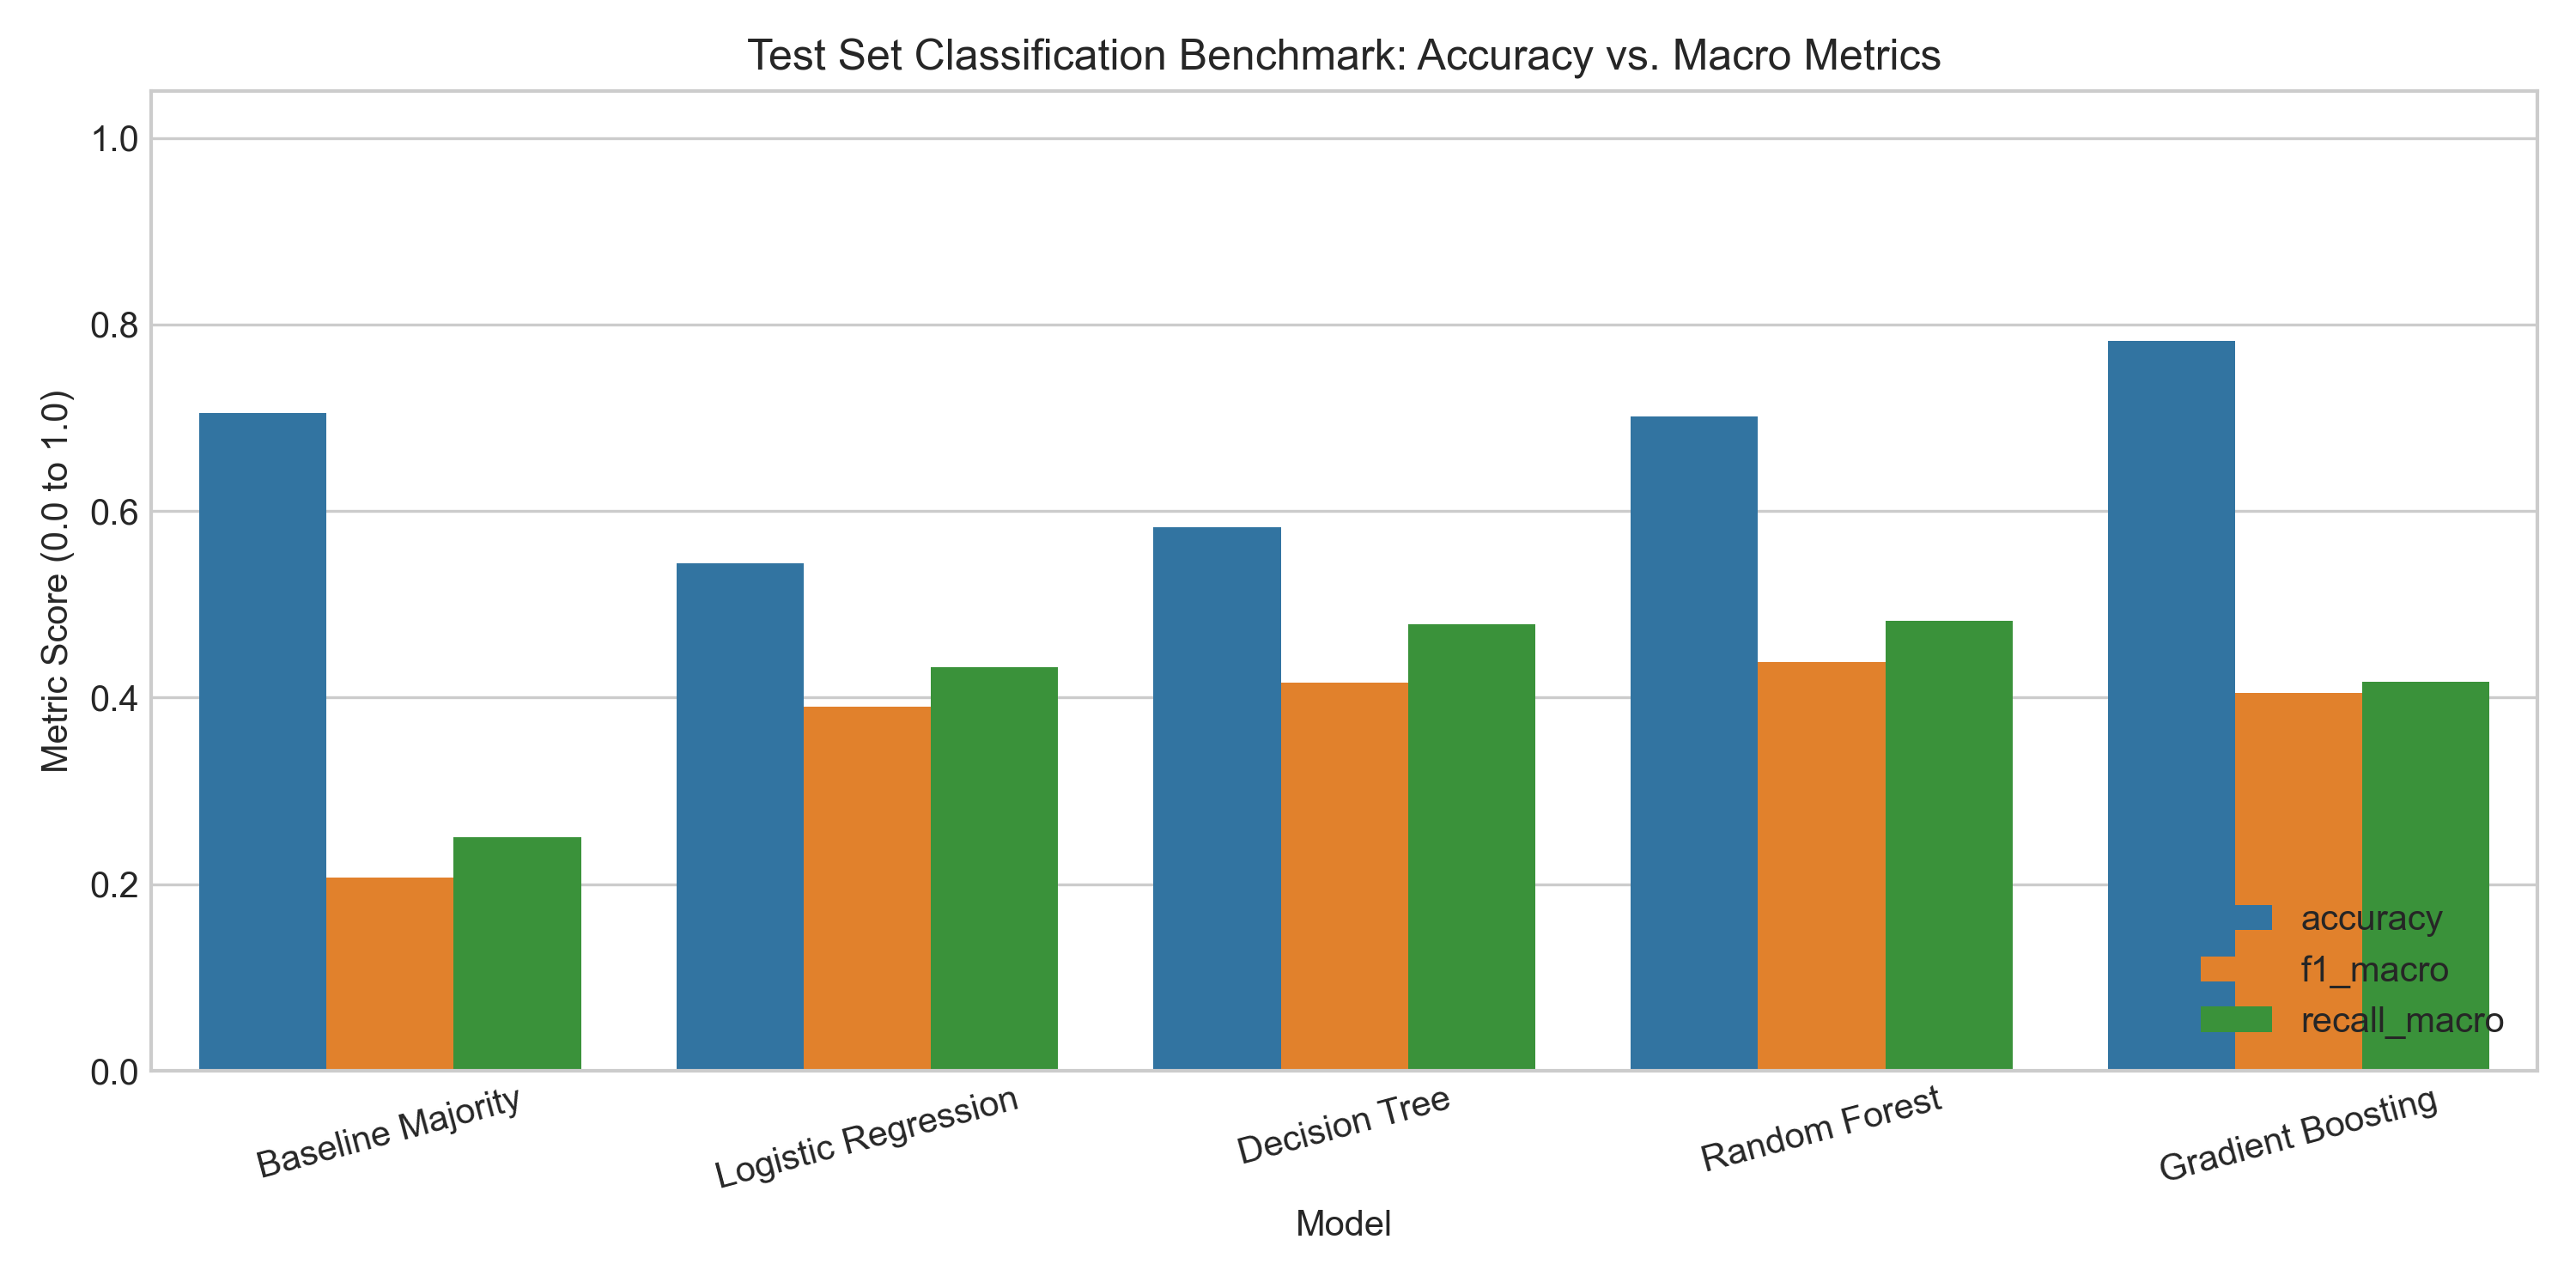 Test Set Classification Benchmark: Accuracy vs. Macro Metrics
Metric Score (0.0 to 1.0)
1.0
0.8
0.6
0.4
0.2
0.0
accuracy
f1_macro
recall_macro
Baseline Majority
Logistic Regression
Decision Tree
Random Forest
Gradient Boosting
Model